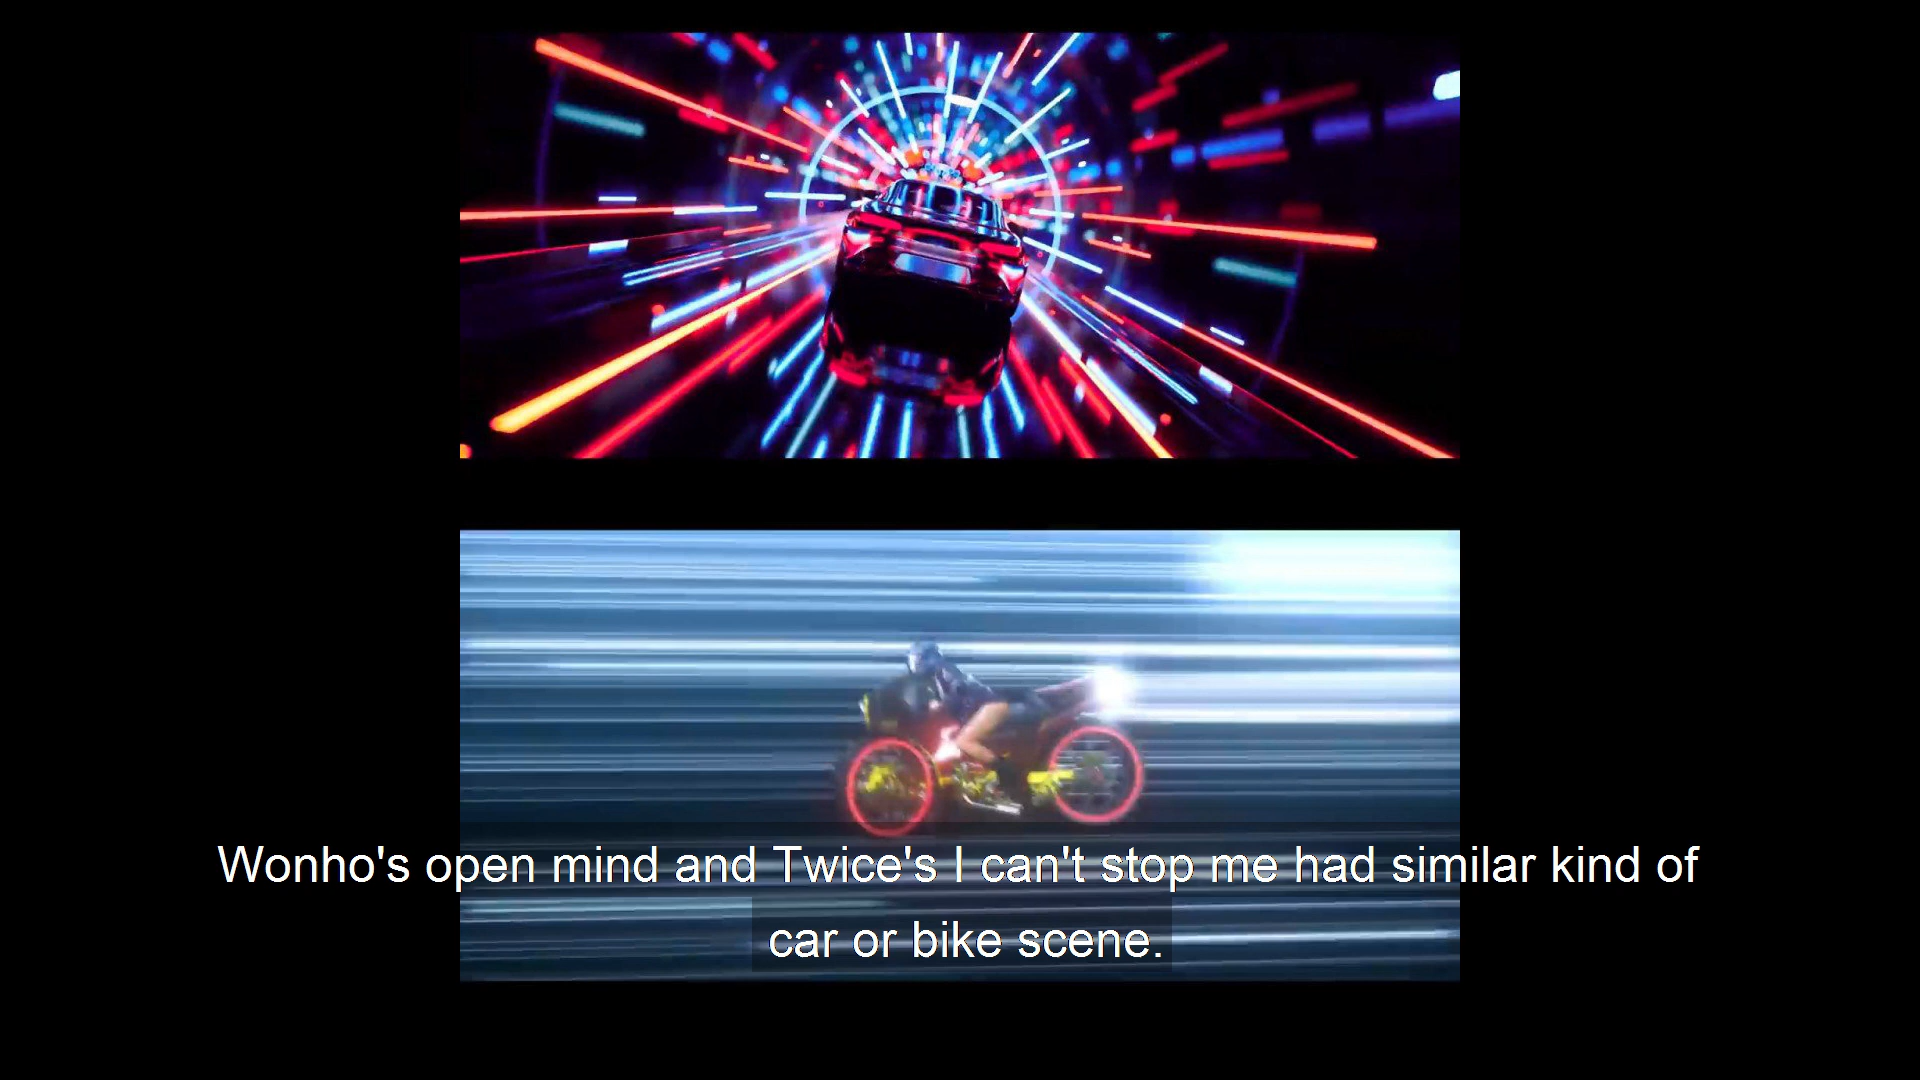 Wonho's open mind and Twice's I can't stop me had similar kind of
car or bike scene.